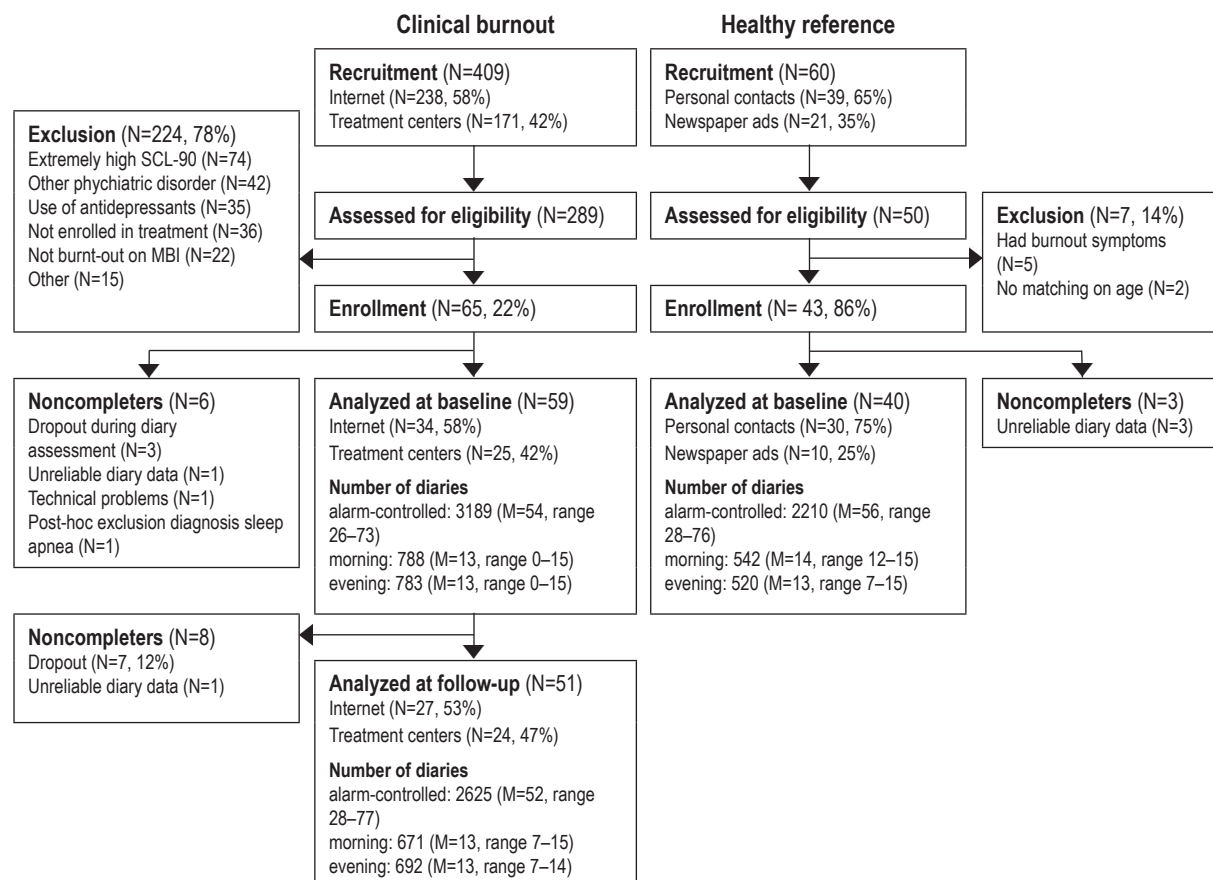 Clinical burnout
Healthy reference
Recruitment (N=409)
Internet (N=238, 58%)
Treatment centers (N=171, 42%)
Recruitment (N=60)
Personal contacts (N=39, 65%)
Newspaper ads (N=21, 35%)
Exclusion (N=224, 78%)
Extremely high SCL-90 (N=74)
Other phychiatric disorder (N=42)
Use of antidepressants (N=35)
Not enrolled in treatment (N=36)
Not burnt-out on MBI (N=22)
Other (N=15)
Assessed for eligibility (N=289)
Assessed for eligibility (N=50)
Exclusion (N=7, 14%)
Had burnout symptoms
(N=5)
No matching on age (N=2)
Enrollment (N=65, 22%)
Enrollment (N= 43, 86%)
Noncompleters (N=6)
Dropout during diary
assessment (N=3)
Unreliable diary data (N=1)
Technical problems (N=1)
Post-hoc exclusion diagnosis sleep
apnea (N=1)
Analyzed at baseline (N=59)
Internet (N=34, 58%)
Treatment centers (N=25, 42%)
Number of diaries
alarm-controlled: 3189 (M=54, range
26–73)
morning: 788 (M=13, range 0–15)
evening: 783 (M=13, range 0–15)
Analyzed at baseline (N=40)
Personal contacts (N=30, 75%)
Newspaper ads (N=10, 25%)
Number of diaries
alarm-controlled: 2210 (M=56, range
28–76)
morning: 542 (M=14, range 12–15)
evening: 520 (M=13, range 7–15)
Noncompleters (N=3)
Unreliable diary data (N=3)
Noncompleters (N=8)
Dropout (N=7, 12%)
Unreliable diary data (N=1)
Analyzed at follow-up (N=51)
Internet (N=27, 53%)
Treatment centers (N=24, 47%)
Number of diaries
alarm-controlled: 2625 (M=52, range
28–77)
morning: 671 (M=13, range 7–15)
evening: 692 (M=13, range 7–14)